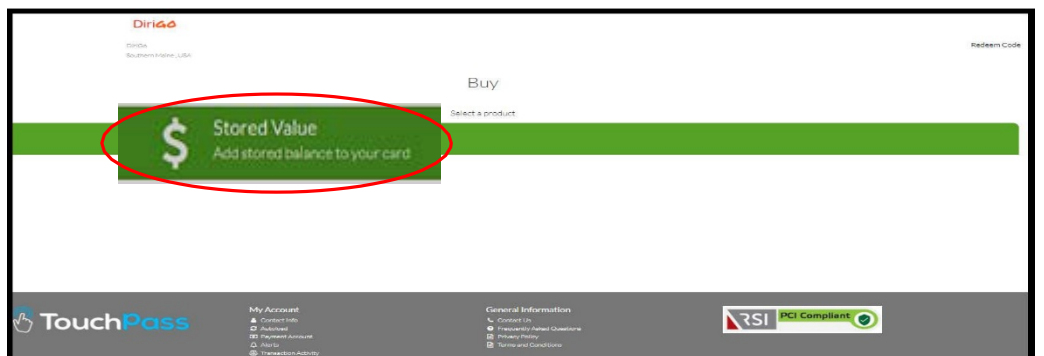 DiriGo
DiriGo
Southern Maine, USA
Redeem Code
Buy
Select a product
$
Stored Value
Add stored balance to your card
TouchPass
My Account
Contact Info
Autoload
Payment Account
Alerts
Transaction Activity
General Information
Contact Us
Frequently Asked Questions
Privacy Policy
Terms and Conditions
RSI PCI Compliant